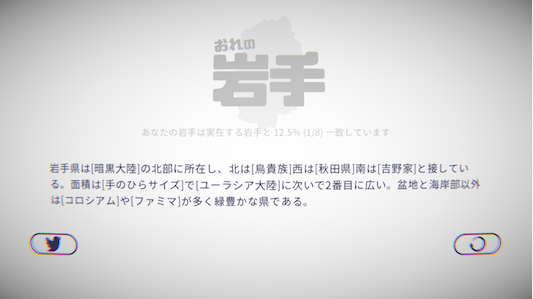 おれの
岩手
あなたの岩手は実在する岩手と 12.5% (1/8) 一致しています
岩手県は[暗黒大陸]の北部に所在し、北は[鳥貴族]西は[秋田県]南は[吉野家]と接してい
る。面積は[手のひらサイズ]で[ユーラシア大陸]に次いで2番目に広い。盆地と海岸部以外
は[コロシアム]や[ファミマ]が多く緑豊かな県である。